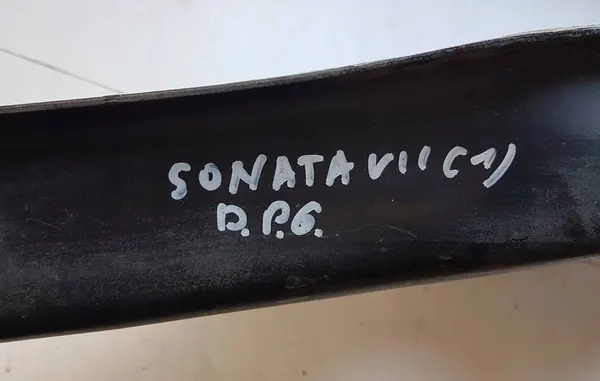 SONATA VII (1)
D.P.G.